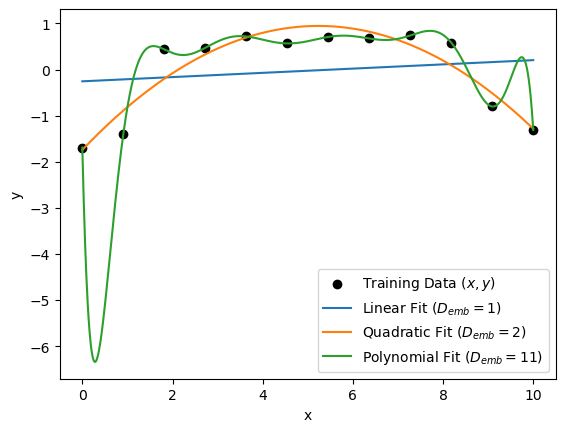 1
0
−1
−2
−3
−4
−5
−6
y
0
2
4
6
8
10
x
Training Data (x, y)
Linear Fit (D_emb = 1)
Quadratic Fit (D_emb = 2)
Polynomial Fit (D_emb = 11)